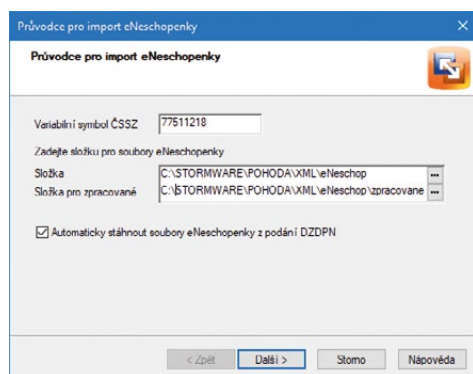 Průvodce pro import eNeschopenky
Průvodce pro import eNeschopenky
Variabilní symbol ČSSZ 77511218
Zadejte složku pro soubory eNeschopenky
Složka C:\STORMWARE\POHODA\XML\eNeschop ...
Složka pro zpracované C:\STORMWARE\POHODA\XML\eNeschop\zpracovane ...
Automaticky stáhnout soubory eNeschopenky z podání DZDPN
< Zpět Další > Storno Nápověda